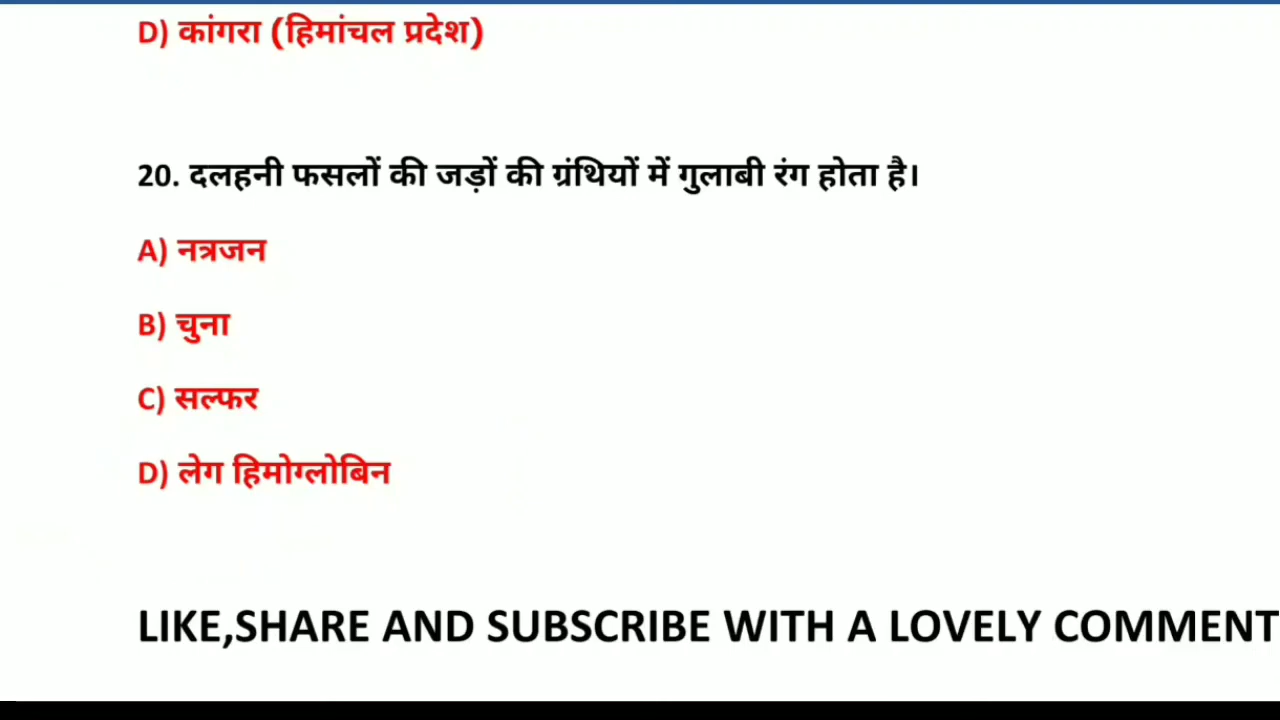 D) कांगरा (हिमांचल प्रदेश)
20. दलहनी फसलों की जड़ों की ग्रंथियों में गुलाबी रंग होता है।
A) नत्रजन
B) चुना
C) सल्फर
D) लेग हिमोग्लोबिन
LIKE,SHARE AND SUBSCRIBE WITH A LOVELY COMMENT